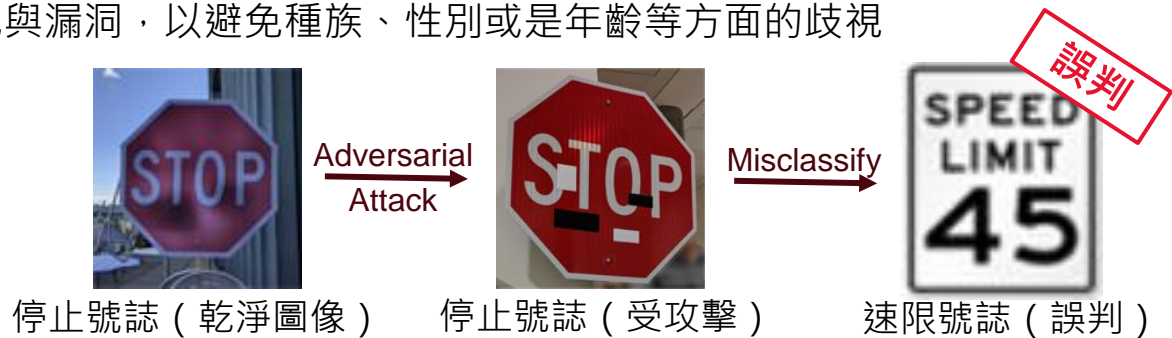 與漏洞，以避免種族、性別或是年齡等方面的歧視
誤判
STOP
Adversarial
Attack
STOP
Misclassify
SPEED
LIMIT
45
停止號誌（乾淨圖像）
停止號誌（受攻擊）
速限號誌（誤判）